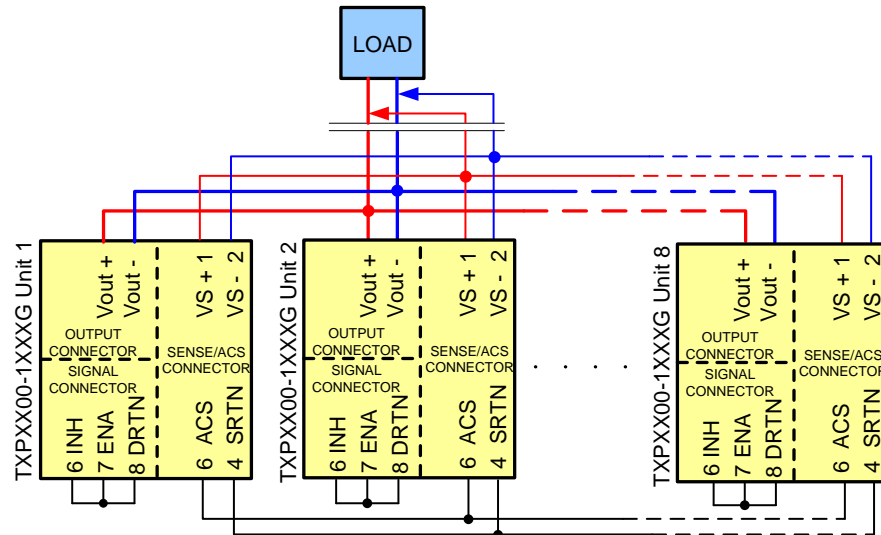 LOAD
TXPXX00-1XXXG Unit 1
Vout +
Vout -
VS + 1
VS - 2
OUTPUT
CONNECTOR
SIGNAL
CONNECTOR
SENSE/ACS
CONNECTOR
6 INH
7 ENA
8 DRTN
6 ACS
4 SRTN
TXPXX00-1XXXG Unit 2
Vout +
Vout -
VS + 1
VS - 2
OUTPUT
CONNECTOR
SIGNAL
CONNECTOR
SENSE/ACS
CONNECTOR
6 INH
7 ENA
8 DRTN
6 ACS
4 SRTN
. . . . . .
TXPXX00-1XXXG Unit 8
Vout +
Vout -
VS + 1
VS - 2
OUTPUT
CONNECTOR
SIGNAL
CONNECTOR
SENSE/ACS
CONNECTOR
6 INH
7 ENA
8 DRTN
6 ACS
4 SRTN